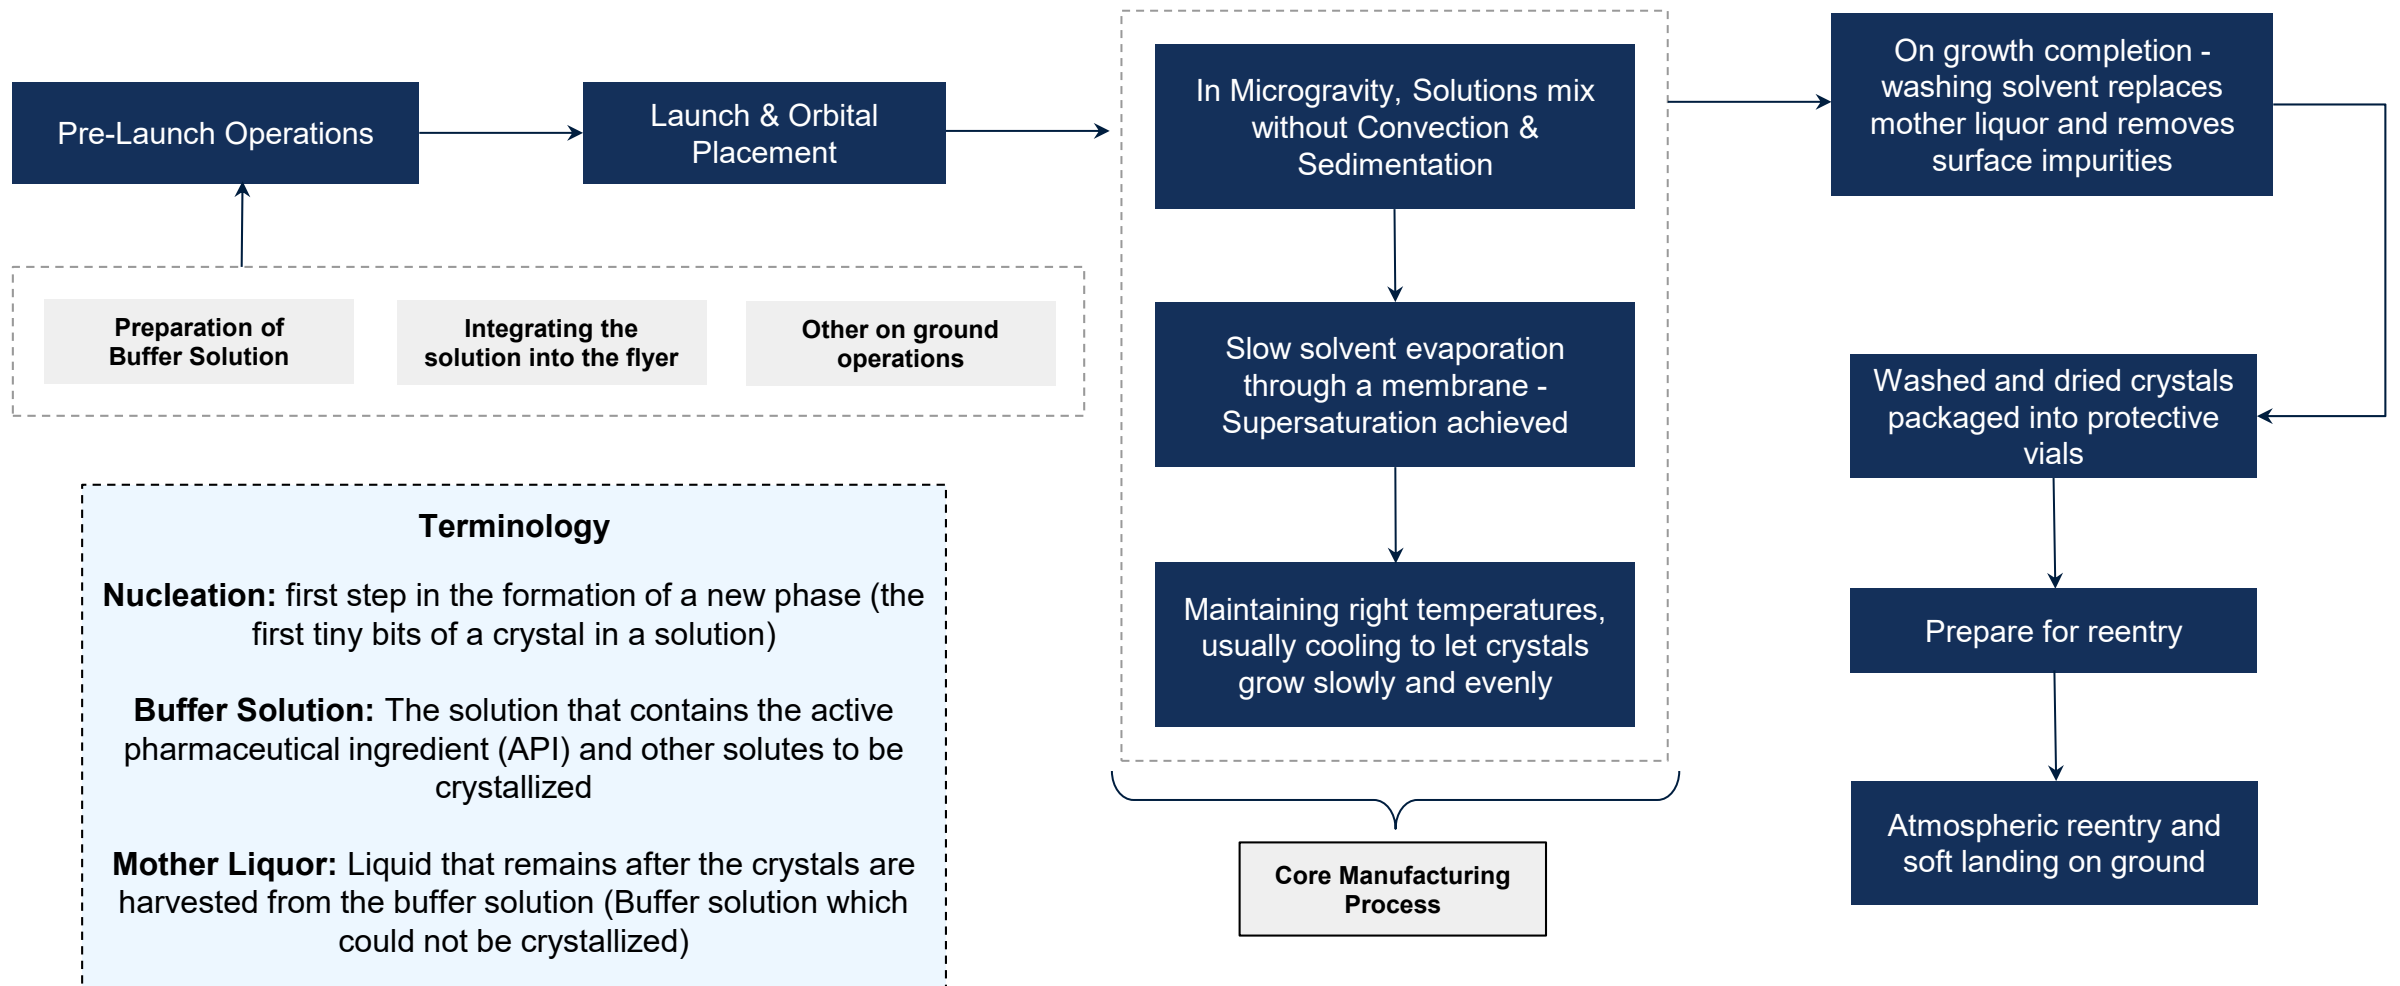 Pre-Launch Operations
Launch & Orbital
Placement
Preparation of
Buffer Solution
Integrating the
solution into the flyer
Other on ground
operations
In Microgravity, Solutions mix
without Convection &
Sedimentation
Slow solvent evaporation
through a membrane -
Supersaturation achieved
Maintaining right temperatures,
usually cooling to let crystals
grow slowly and evenly
Core Manufacturing
Process
On growth completion -
washing solvent replaces
mother liquor and removes
surface impurities
Washed and dried crystals
packaged into protective
vials
Prepare for reentry
Atmospheric reentry and
soft landing on ground
Terminology
Nucleation: first step in the formation of a new phase (the
first tiny bits of a crystal in a solution)
Buffer Solution: The solution that contains the active
pharmaceutical ingredient (API) and other solutes to be
crystallized
Mother Liquor: Liquid that remains after the crystals are
harvested from the buffer solution (Buffer solution which
could not be crystallized)